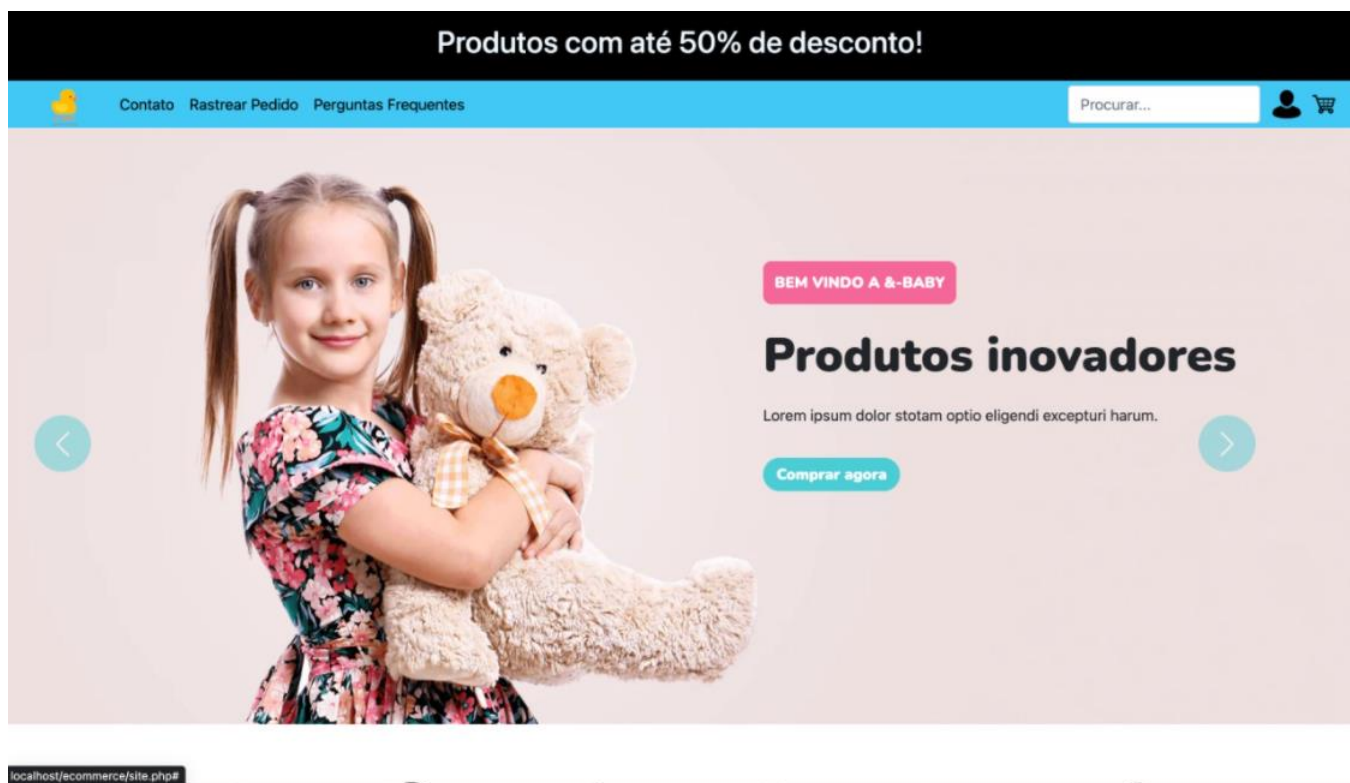 Produtos com até 50% de desconto!
Contato Rastrear Pedido Perguntas Frequentes Procurar...
BEM VINDO A &-BABY
Produtos inovadores
Lorem ipsum dolor stotam optio eligendi excepturi harum.
Comprar agora
localhost/ecommerce/site.php#